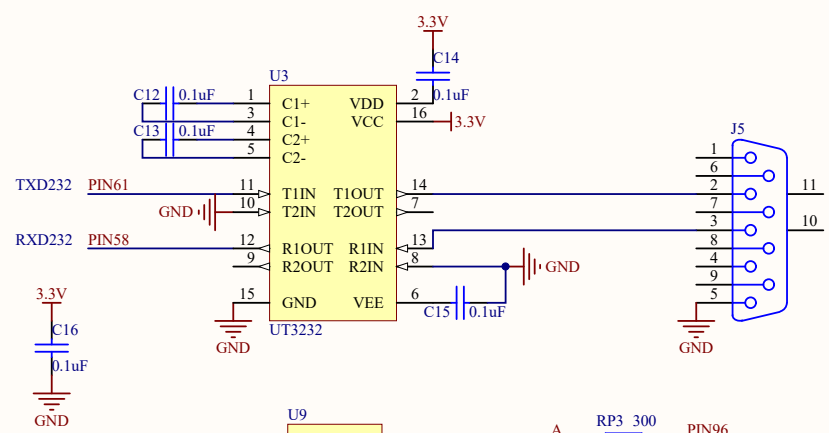 3.3V
C14
0.1uF
U3
C12 0.1uF
C13 0.1uF
1 C1+ VDD 2
3 C1- VCC 16 3.3V
4 C2+
5 C2-
TXD232 PIN61 11 T1IN T1OUT 14
GND 10 T2IN T2OUT 7
RXD232 PIN58 12 R1OUT R1IN 13
9 R2OUT R2IN 8 GND
15 GND VEE 6
C15 0.1uF
GND
UT3232
J5
1
6
2 11
7
3 10
8
4
9
5
GND
3.3V
C16
0.1uF
GND
U9
A
RP3 300
PIN96